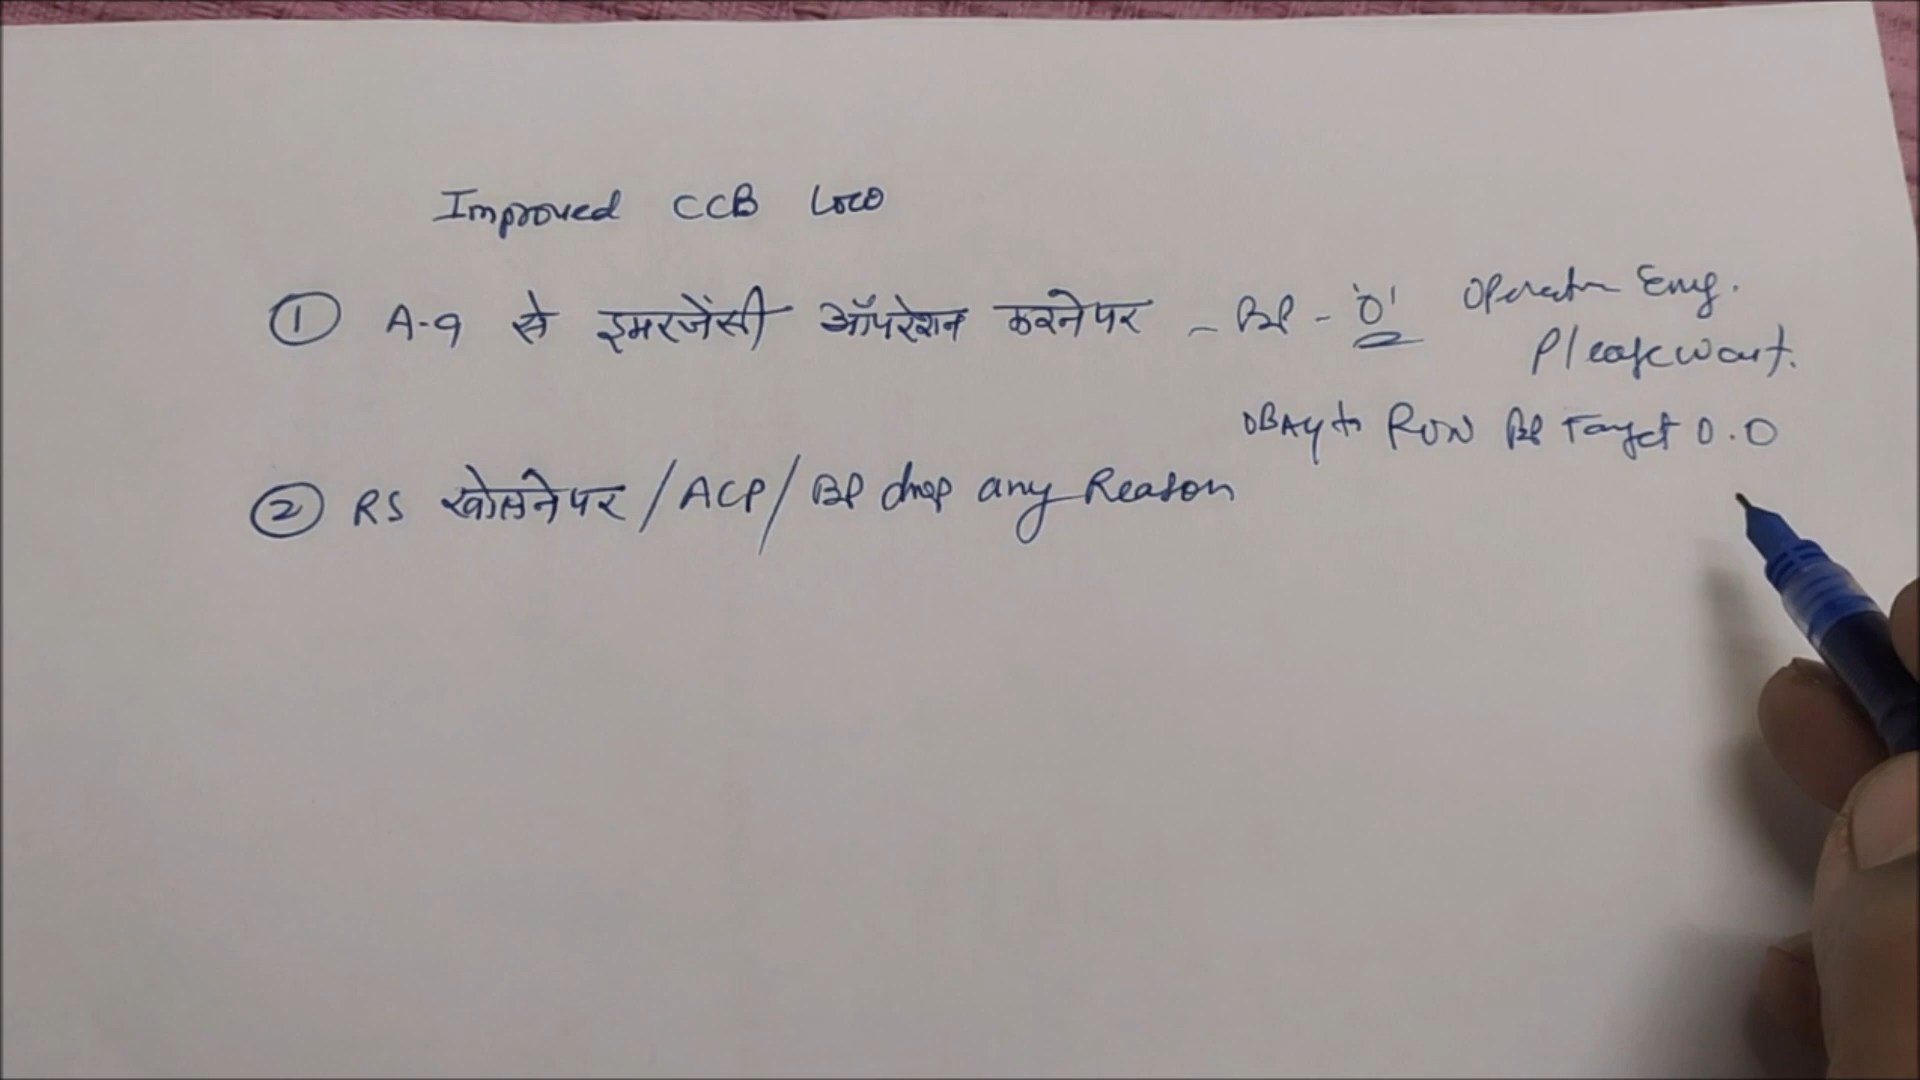 Improved CCB Loco
① A-9 से इमरजेंसी ऑपरेशन करनेपर - BP - '0' Operator Emg.
Please wait.
to RUN BP Target 0.0
② RS खोलनेपर / ACP / BP drop any Reason